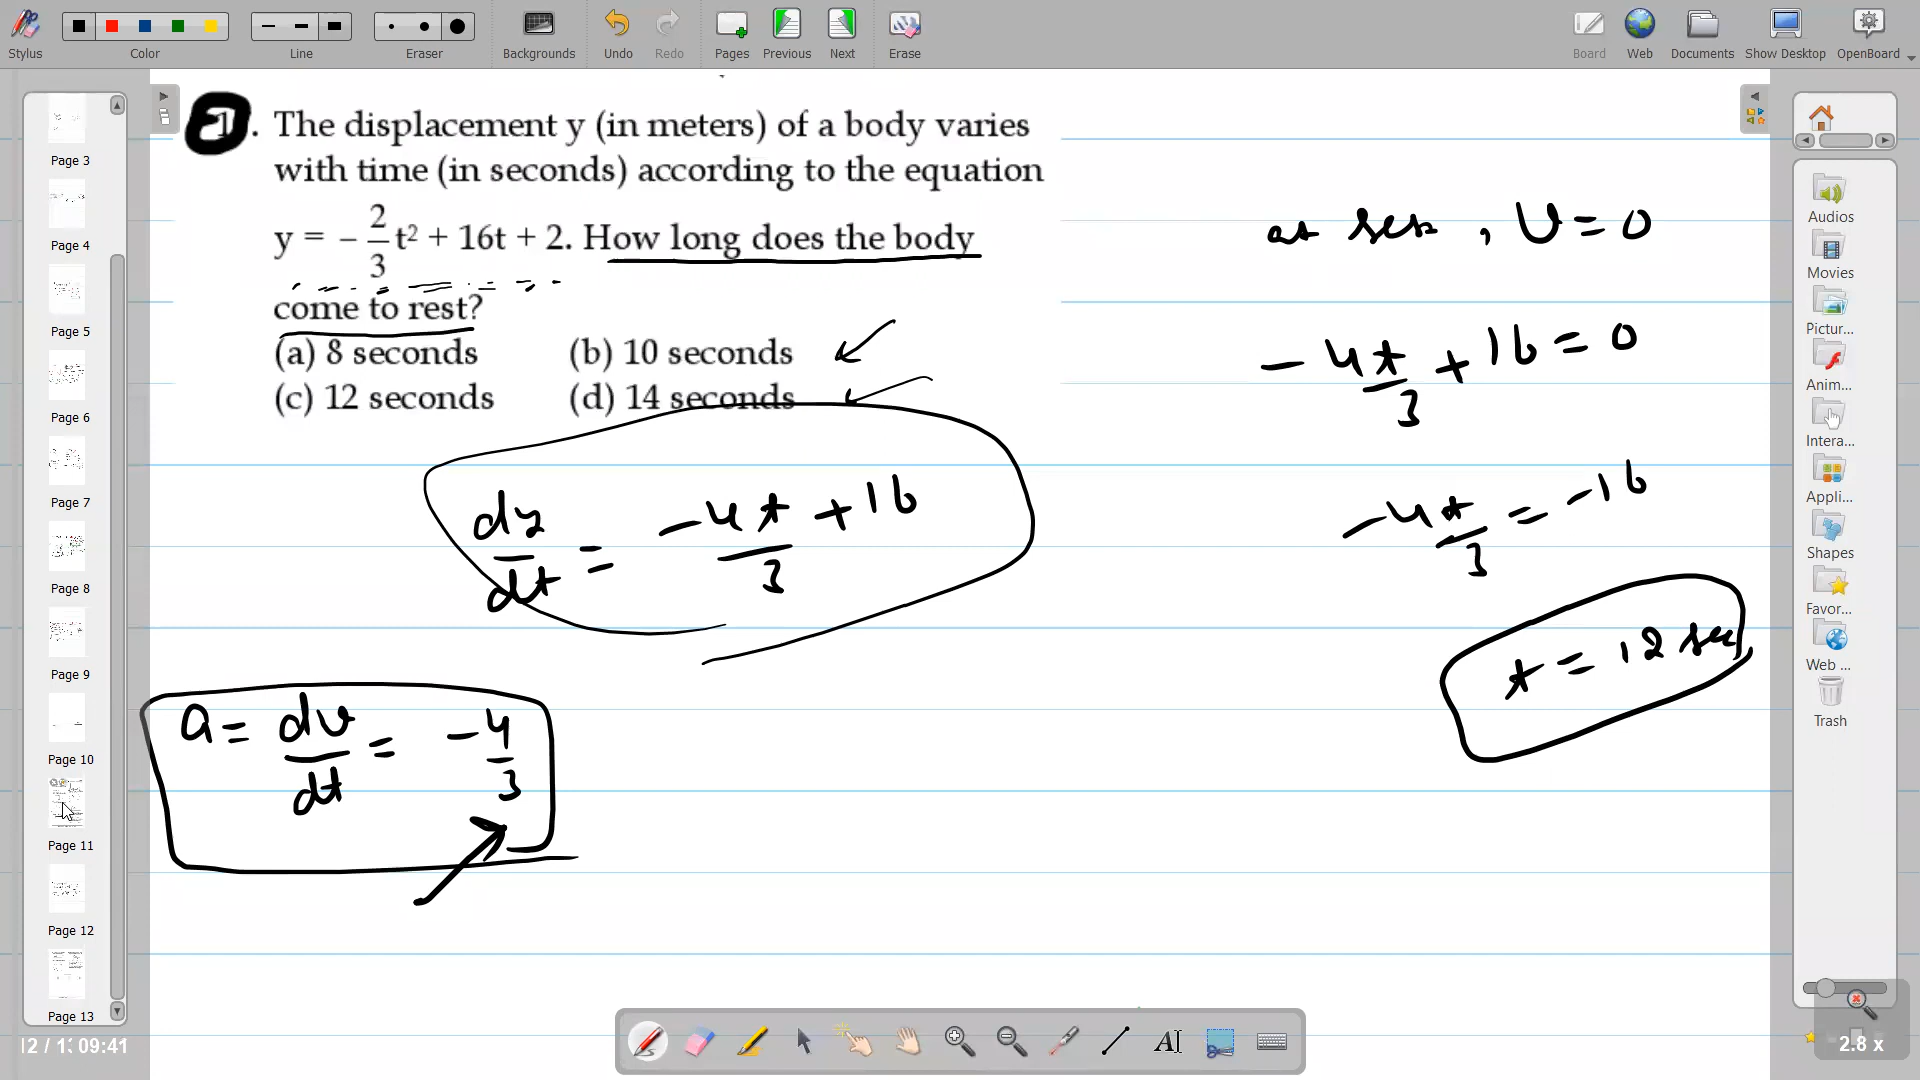 Stylus
Color
Line
Eraser
Backgrounds
Undo
Redo
Pages
Previous
Next
Erase
Board
Web
Documents
Show Desktop
OpenBoard
Page 3
Page 4
Page 5
Page 6
Page 7
Page 8
Page 9
Page 10
Page 11
Page 12
Page 13
1. The displacement y (in meters) of a body varies
with time (in seconds) according to the equation
y = – 2/3 t² + 16t + 2. How long does the body
come to rest?
(a) 8 seconds (b) 10 seconds
(c) 12 seconds (d) 14 seconds
dy/dt = -4t/3 + 16
a = dv/dt = -4/3
at rest, V = 0
-4t/3 + 16 = 0
-4t/3 = -16
t = 12 sec
Audios
Movies
Pictur...
Anim...
Intera...
Appli...
Shapes
Favor...
Web ...
Trash
09:41
2.8 x